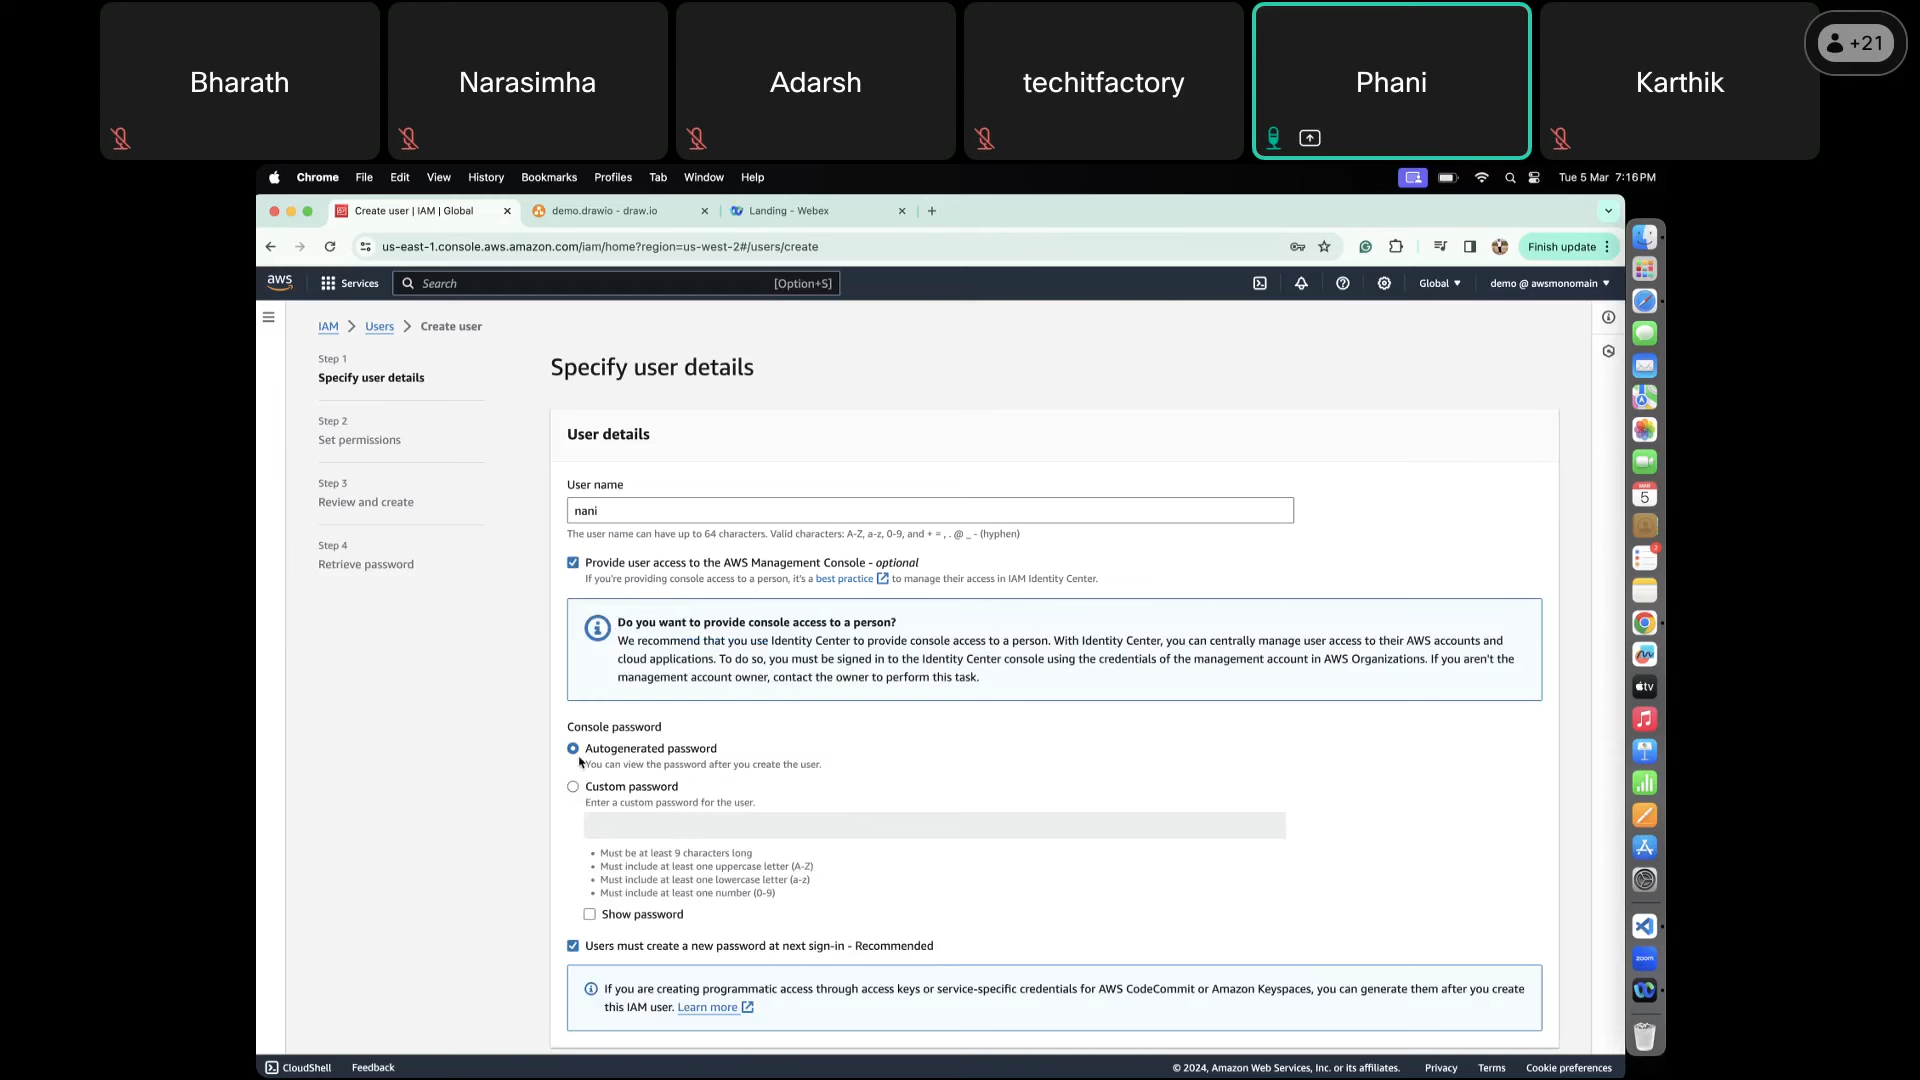 Bharath
Narasimha
Adarsh
techitfactory
Phani
Karthik
+21
Chrome File Edit View History Bookmarks Profiles Tab Window Help
Tue 5 Mar 7:16 PM
Create user | IAM | Global
demo.drawio - draw.io
Landing - Webex
us-east-1.console.aws.amazon.com/iam/home?region=us-west-2#/users/create
Finish update
aws
Services
Search
[Option+S]
Global
demo @ awsmonomain
IAM
Users
Create user
Step 1
Specify user details
Step 2
Set permissions
Step 3
Review and create
Step 4
Retrieve password
Specify user details
User details
User name
nani
The user name can have up to 64 characters. Valid characters: A-Z, a-z, 0-9, and + = , . @ _ - (hyphen)
Provide user access to the AWS Management Console - optional
If you're providing console access to a person, it's a best practice to manage their access in IAM Identity Center.
Do you want to provide console access to a person?
We recommend that you use Identity Center to provide console access to a person. With Identity Center, you can centrally manage user access to their AWS accounts and
cloud applications. To do so, you must be signed in to the Identity Center console using the credentials of the management account in AWS Organizations. If you aren't the
management account owner, contact the owner to perform this task.
Console password
Autogenerated password
You can view the password after you create the user.
Custom password
Enter a custom password for the user.
• Must be at least 9 characters long
• Must include at least one uppercase letter (A-Z)
• Must include at least one lowercase letter (a-z)
• Must include at least one number (0-9)
Show password
Users must create a new password at next sign-in - Recommended
If you are creating programmatic access through access keys or service-specific credentials for AWS CodeCommit or Amazon Keyspaces, you can generate them after you create
this IAM user. Learn more
CloudShell
Feedback
© 2024, Amazon Web Services, Inc. or its affiliates.
Privacy
Terms
Cookie preferences
MAR
5
2
tv
zoom